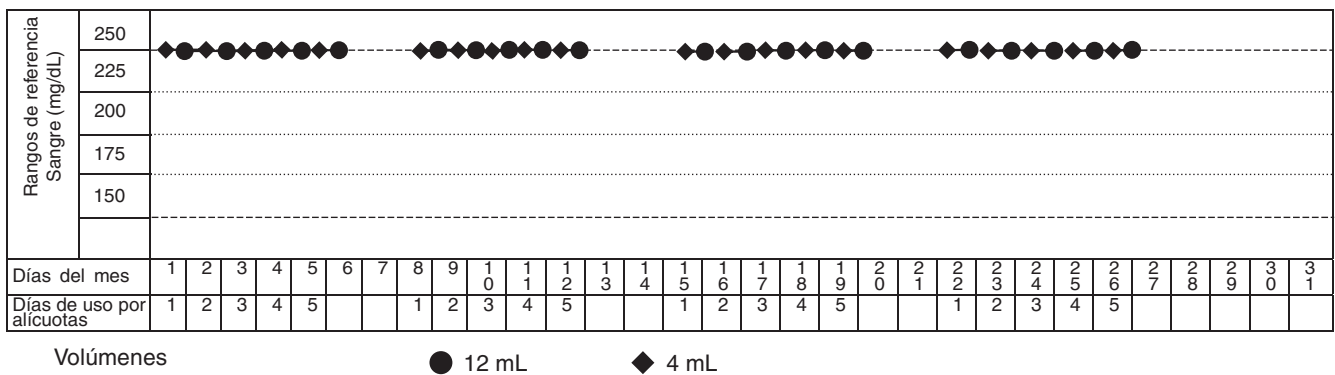 Rangos de referencia
Sangre (mg/dL)
250
225
200
175
150
Días del mes 1 2 3 4 5 6 7 8 9 10 11 12 13 14 15 16 17 18 19 20 21 22 23 24 25 26 27 28 29 30 31
Días de uso por
alícuotas
1 2 3 4 5 1 2 3 4 5 1 2 3 4 5 1 2 3 4 5
Volúmenes 12 mL 4 mL